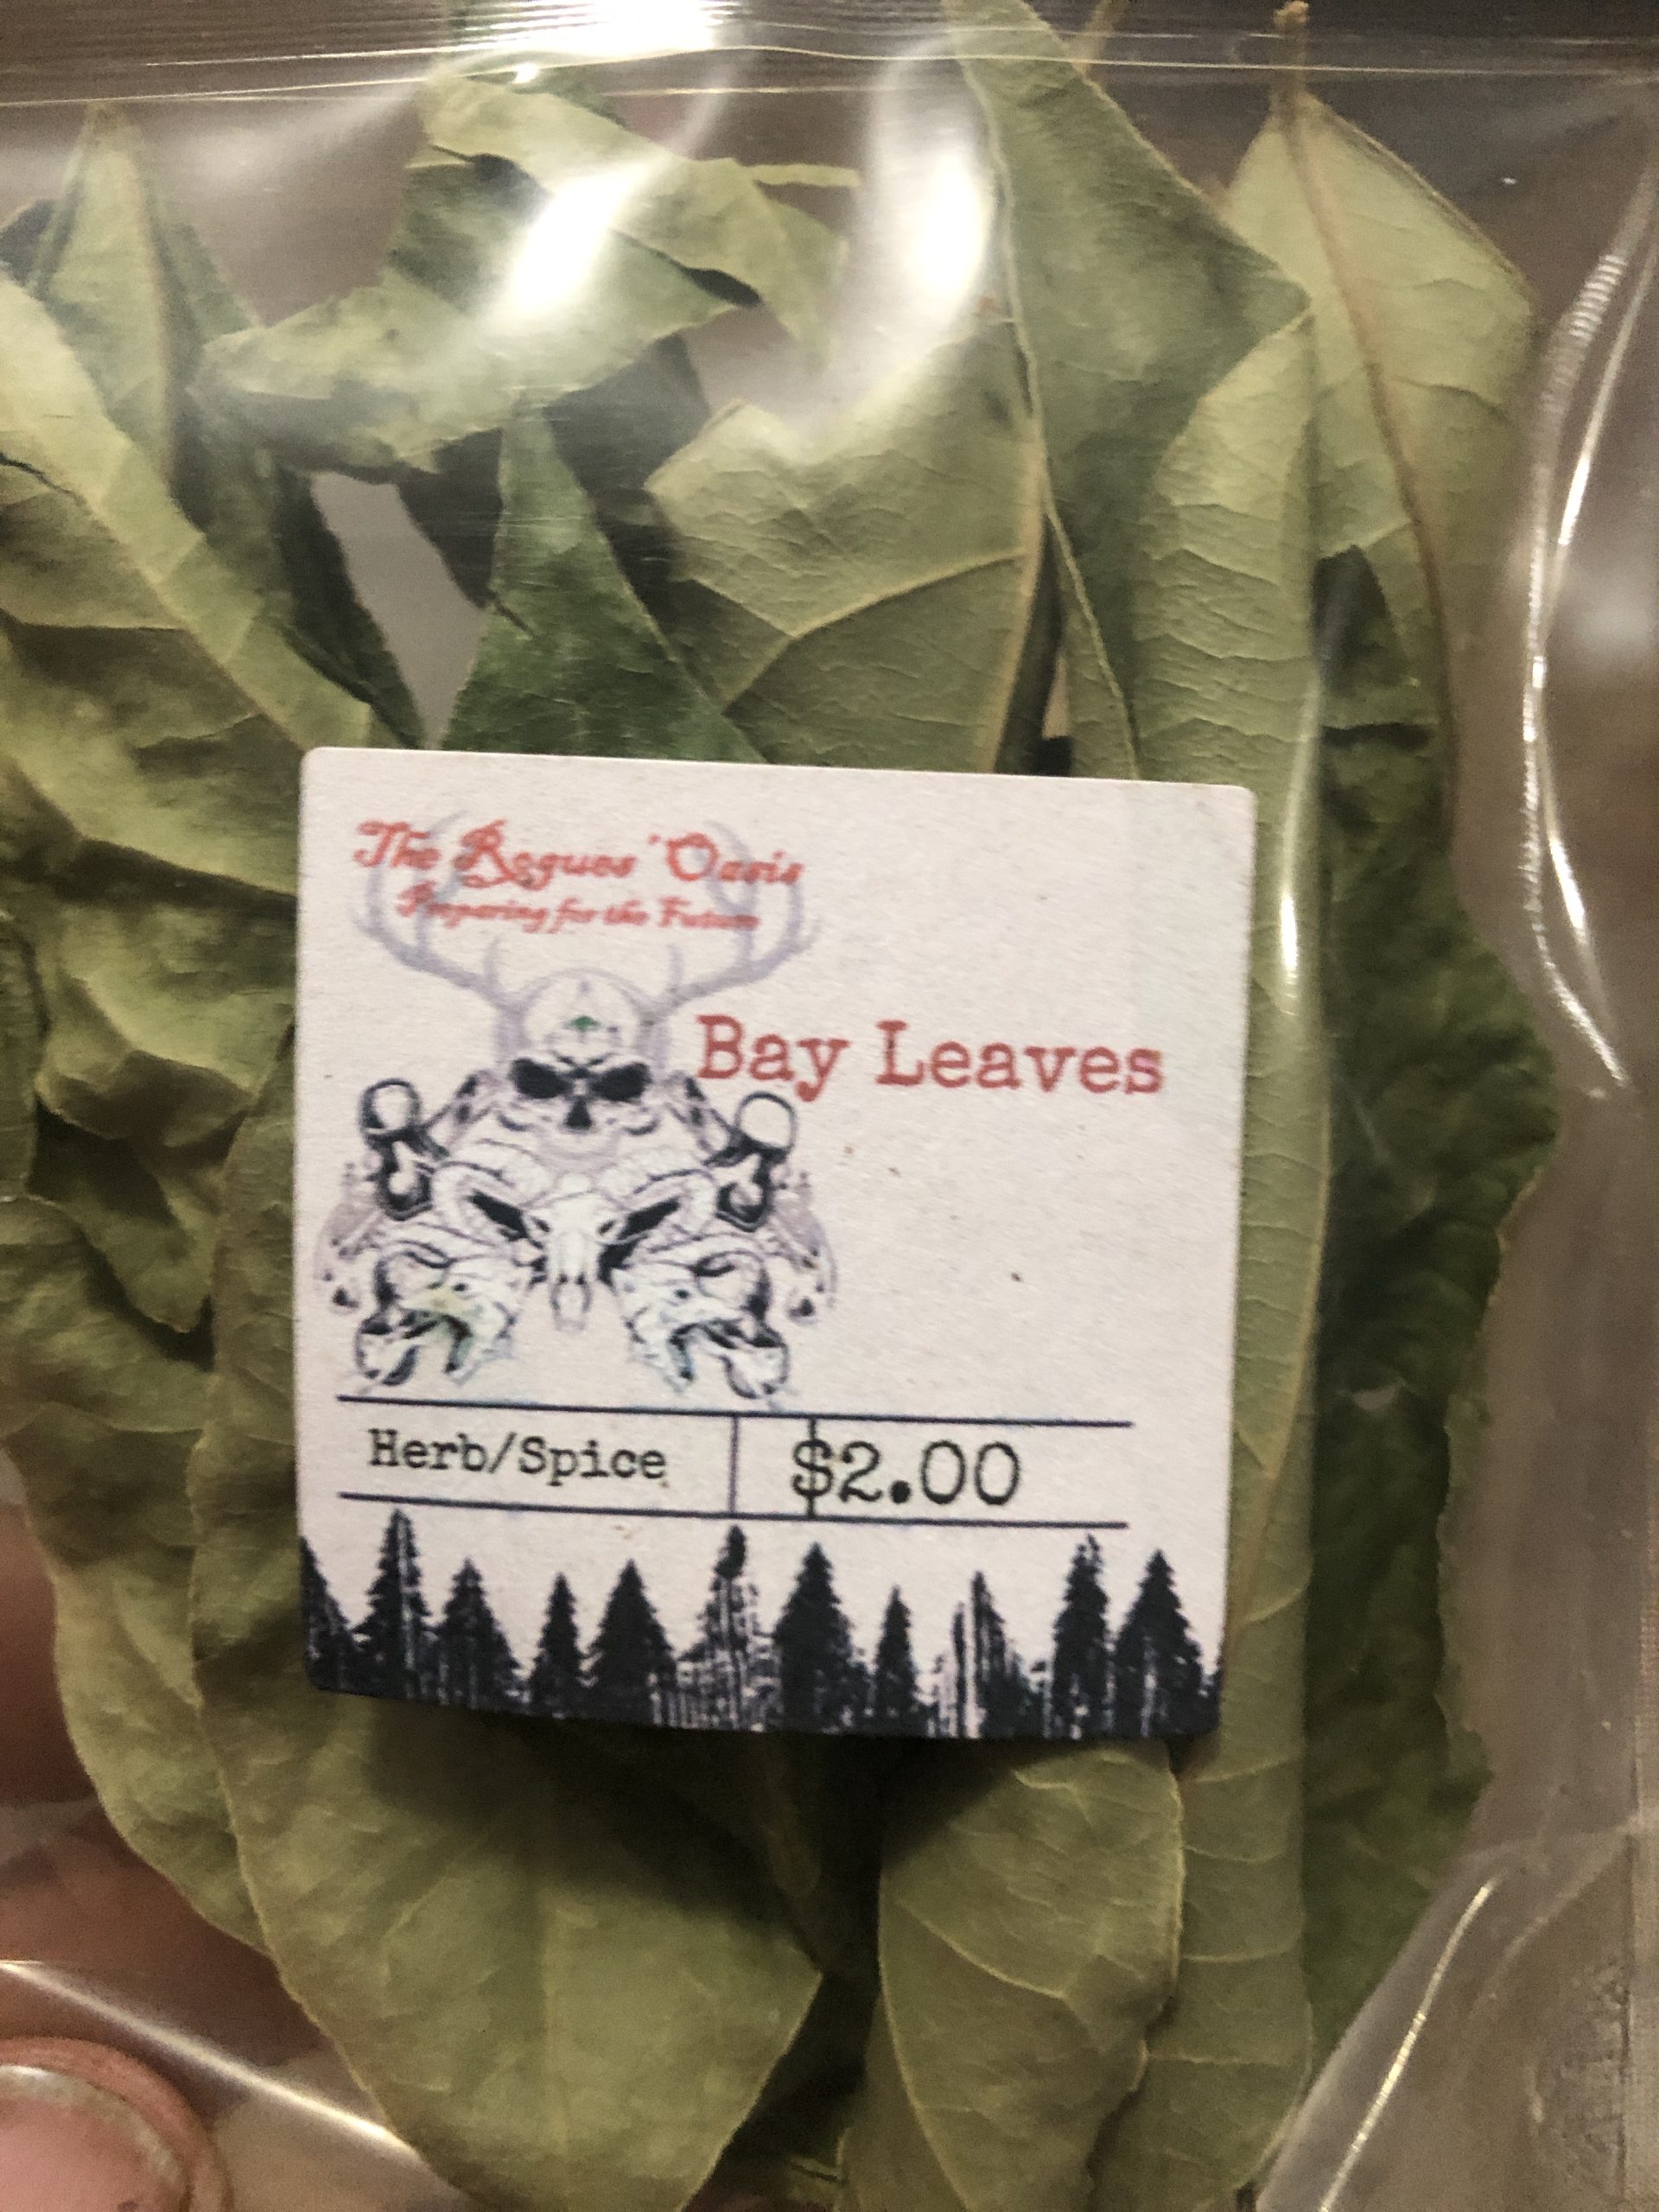 The Rogues' Oasis
Preparing for the Future
Bay Leaves
Herb/Spice
$2.00